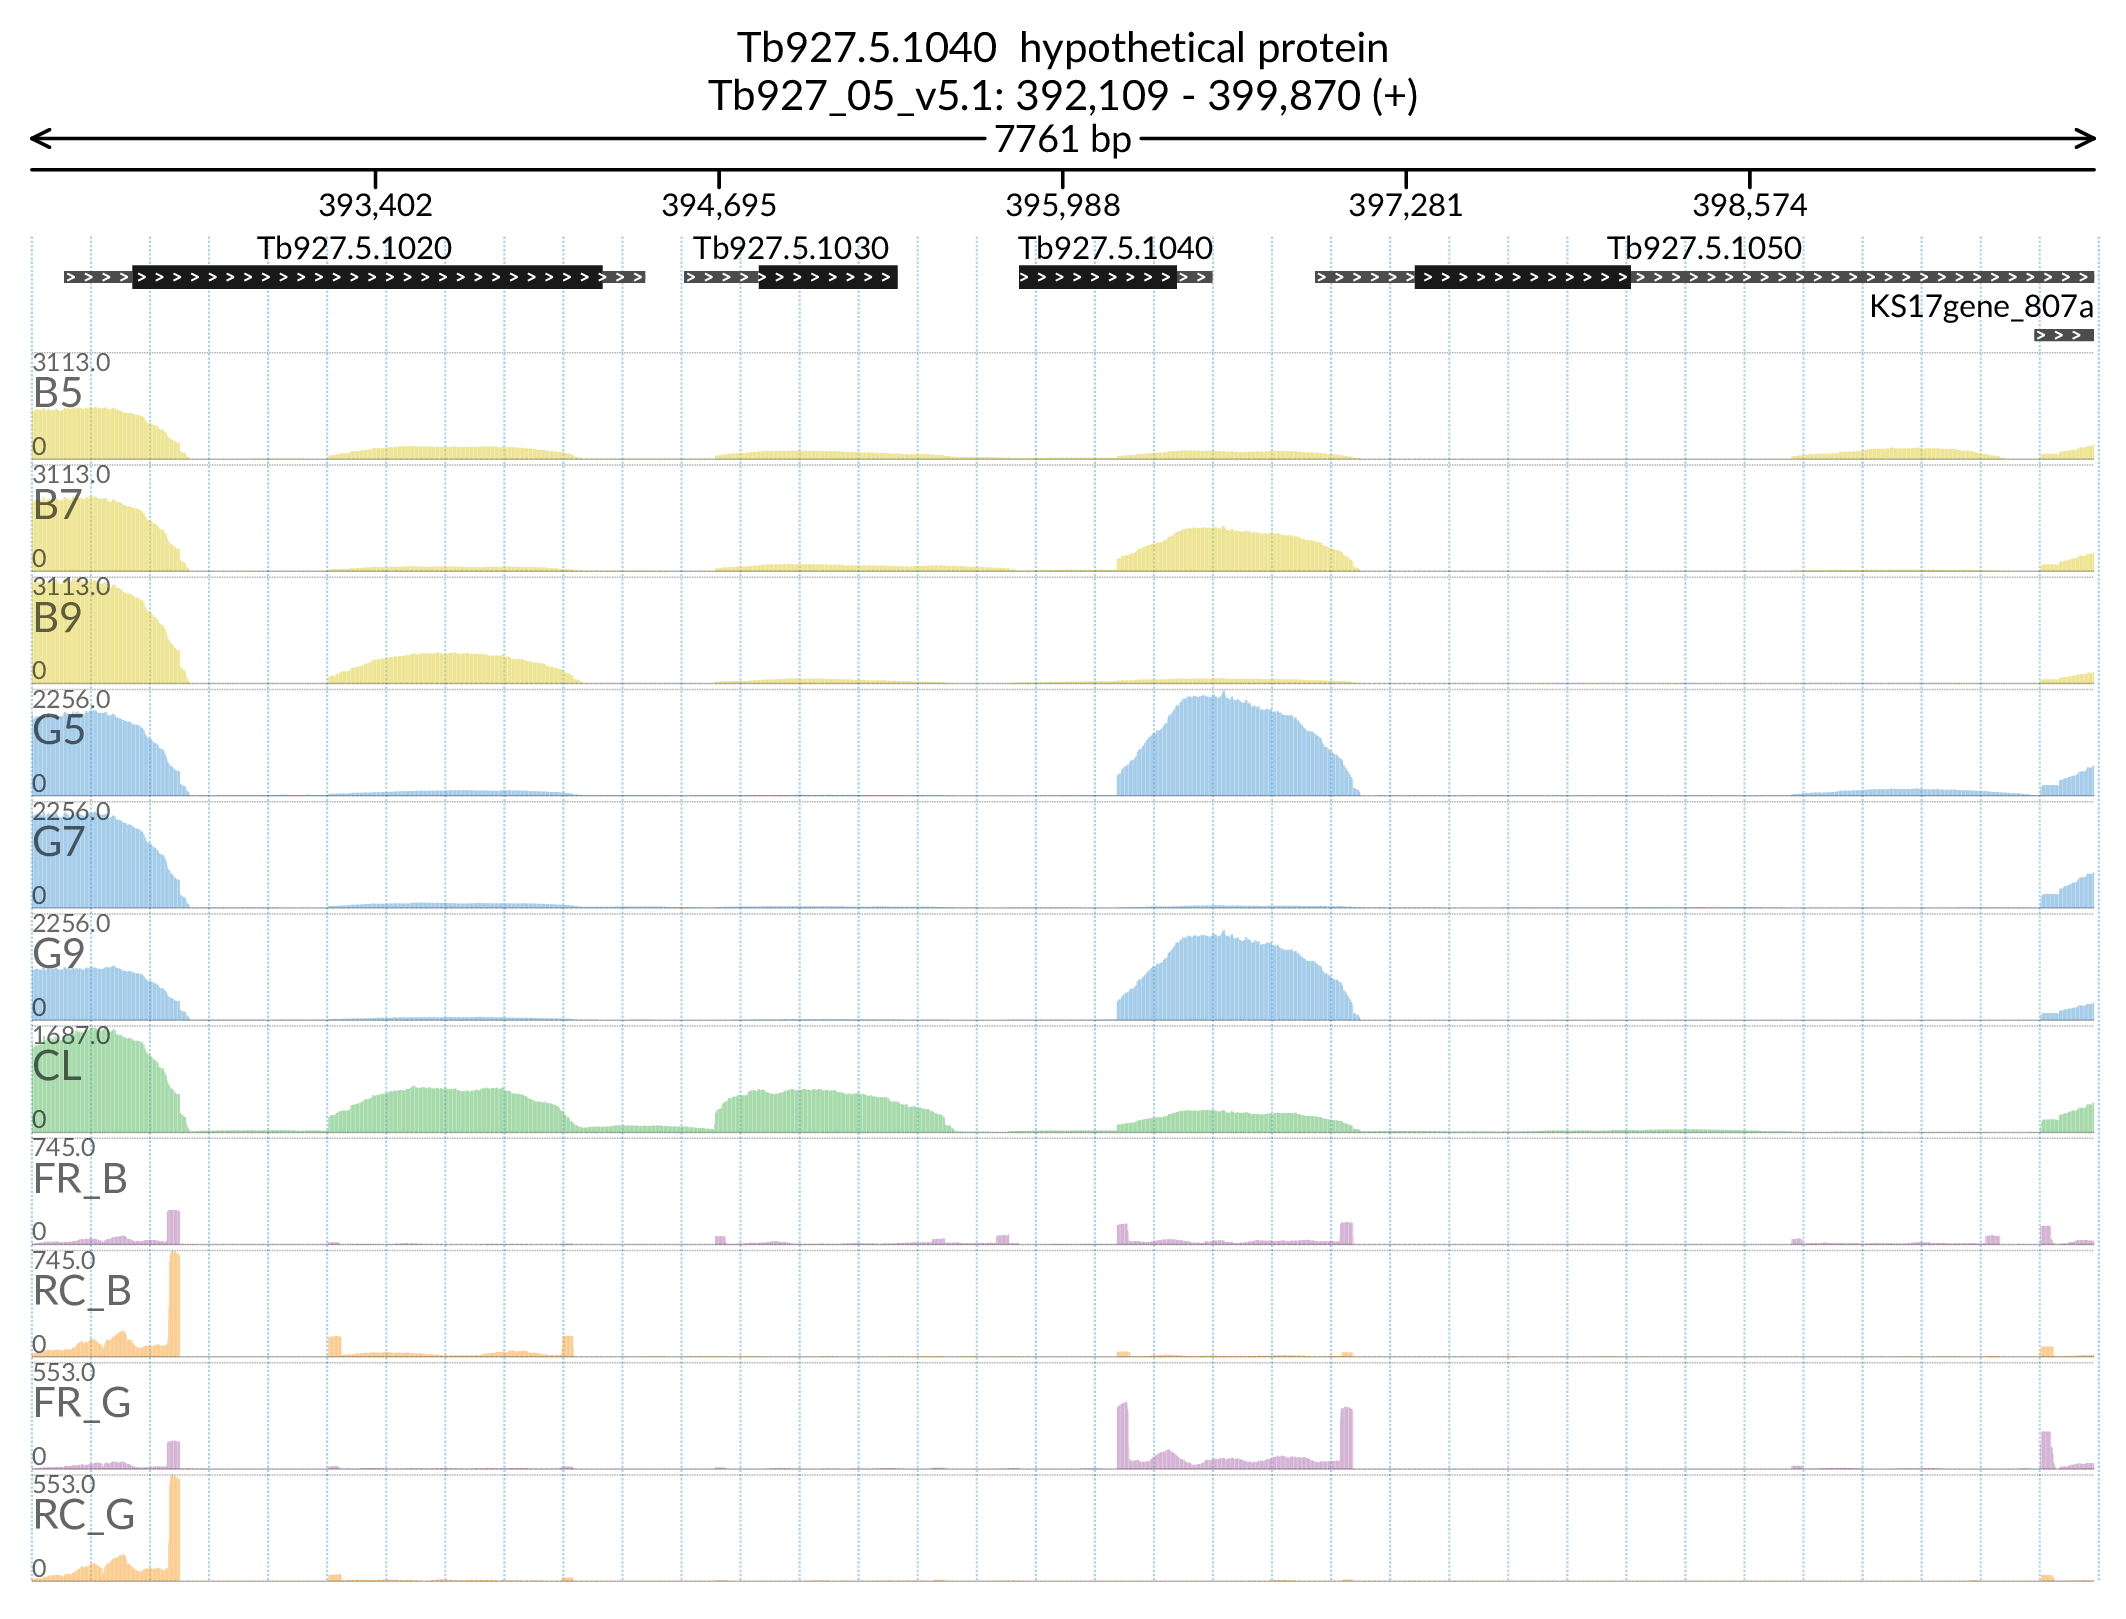 Tb927.5.1040 hypothetical protein
Tb927_05_v5.1: 392,109 - 399,870 (+)
7761 bp
393,402 394,695 395,988 397,281 398,574
Tb927.5.1020 Tb927.5.1030 Tb927.5.1040 Tb927.5.1050
KS17gene_807a
3113.0
B5
0
3113.0
B7
0
3113.0
B9
0
2256.0
G5
0
2256.0
G7
0
2256.0
G9
0
1687.0
CL
0
745.0
FR_B
0
745.0
RC_B
0
553.0
FR_G
0
553.0
RC_G
0